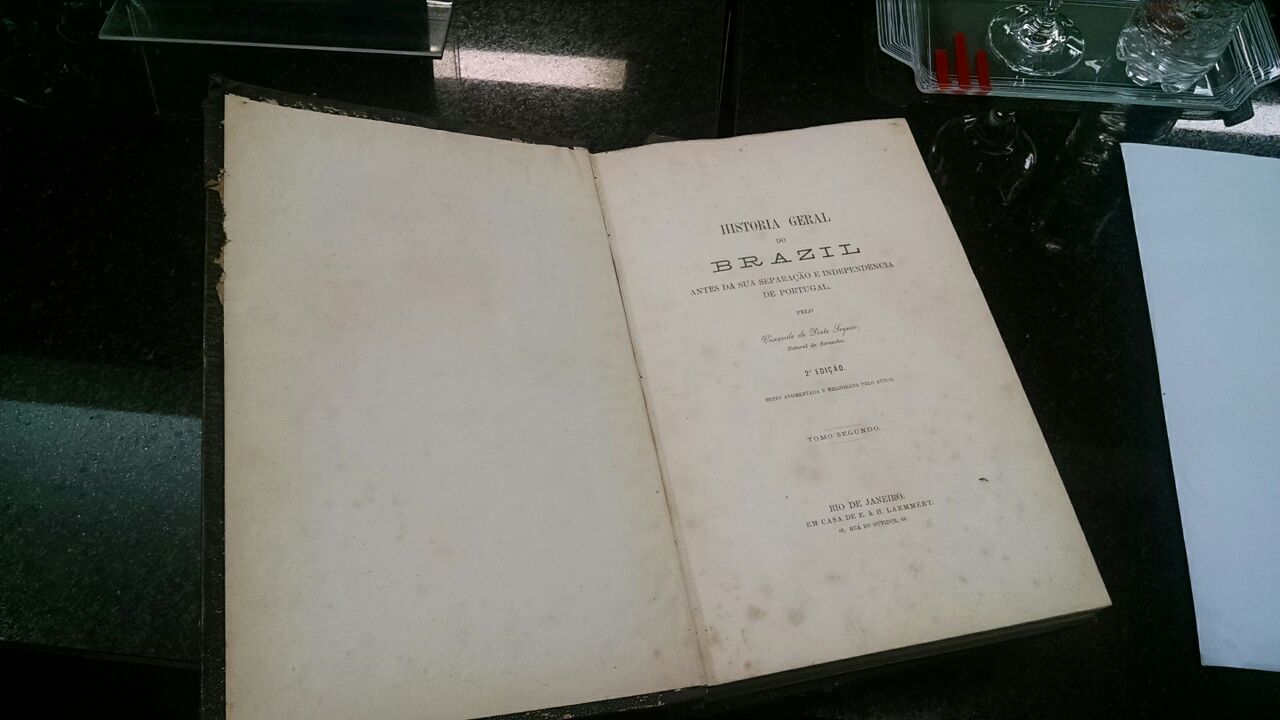 HISTORIA GERAL
DO
BRAZIL
ANTES DA SUA SEPARAÇÃO E INDEPENDENCIA
DE PORTUGAL,
PELO
Visconde de Porto Seguro,
Natural de Sorocaba.
2ª EDIÇÃO.
MUITO AUGMENTADA E MELHORADA PELO AUTOR.
TOMO SEGUNDO.
RIO DE JANEIRO,
EM CASA DE E. & H. LAEMMERT.
66, RUA DO OUVIDOR, 66.